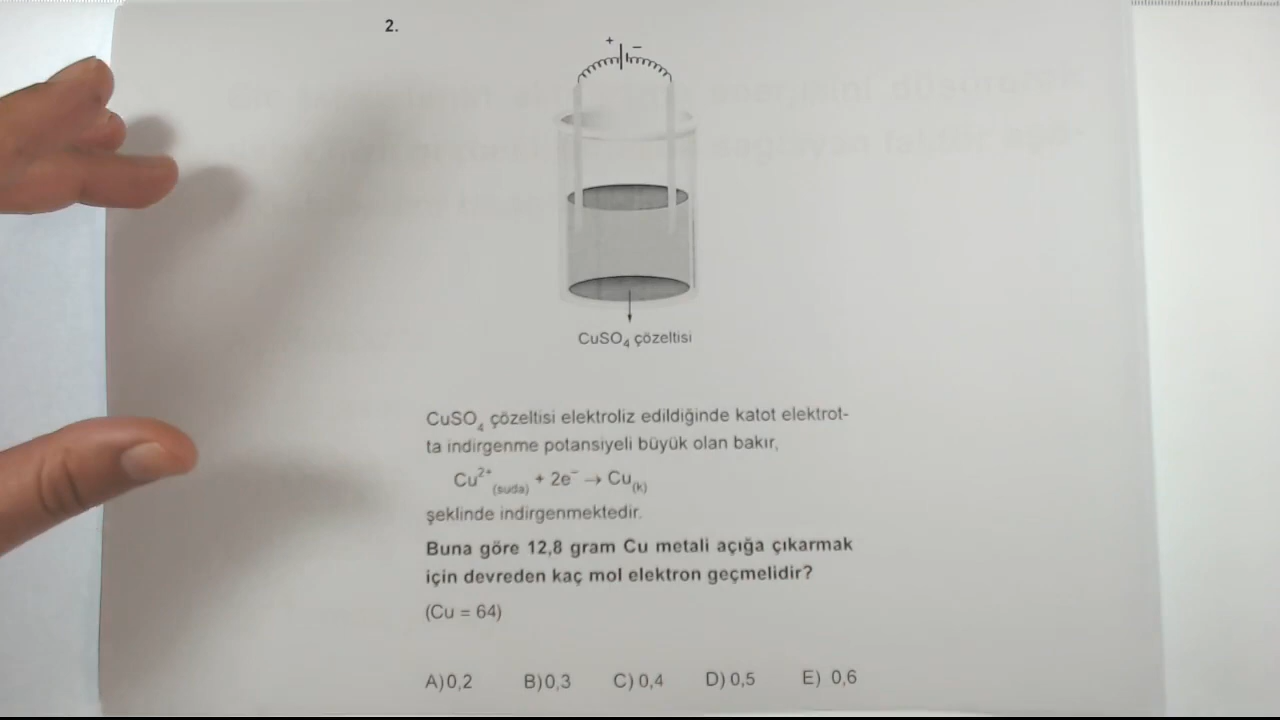 2.
+ −
CuSO₄ çözeltisi
CuSO₄ çözeltisi elektroliz edildiğinde katot elektrot-
ta indirgenme potansiyeli büyük olan bakır,
Cu²⁺(suda) + 2e⁻ → Cu(k)
şeklinde indirgenmektedir.
Buna göre 12,8 gram Cu metali açığa çıkarmak
için devreden kaç mol elektron geçmelidir?
(Cu = 64)
A) 0,2 B) 0,3 C) 0,4 D) 0,5 E) 0,6